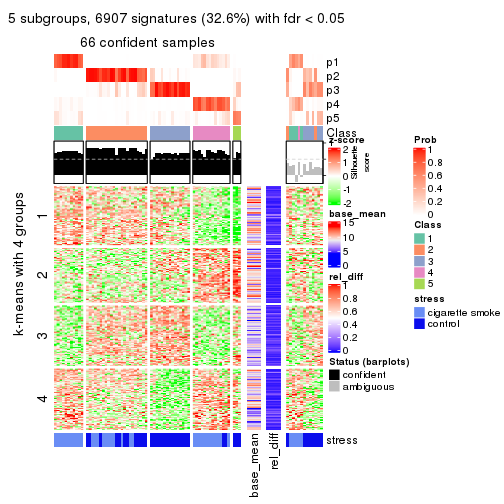 5 subgroups, 6907 signatures (32.6%) with fdr < 0.05
66 confident samples
p1
p2
p3
p4
p5
Class
1
2
3
4
k-means with 4 groups
stress
base_mean
rel_diff
z-score
2
1
0
-1
-2
Silhouette
score
base_mean
15
10
5
0
rel_diff
1
0.8
0.6
0.4
0.2
0
Status (barplots)
confident
ambiguous
Prob
1
0.8
0.6
0.4
0.2
0
Class
1
2
3
4
5
stress
cigarette smoke
control